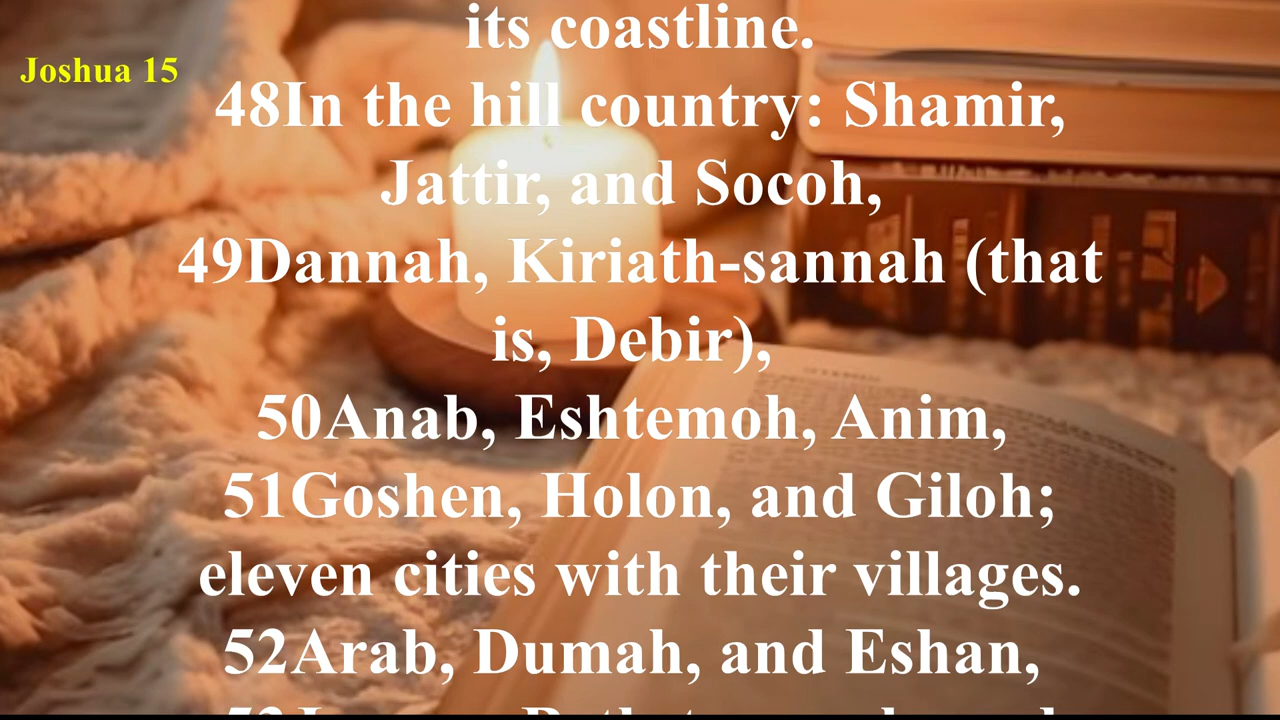 its coastline.
Joshua 15
48In the hill country: Shamir,
Jattir, and Socoh,
49Dannah, Kiriath-sannah (that
is, Debir),
50Anab, Eshtemoh, Anim,
51Goshen, Holon, and Giloh;
eleven cities with their villages.
52Arab, Dumah, and Eshan,